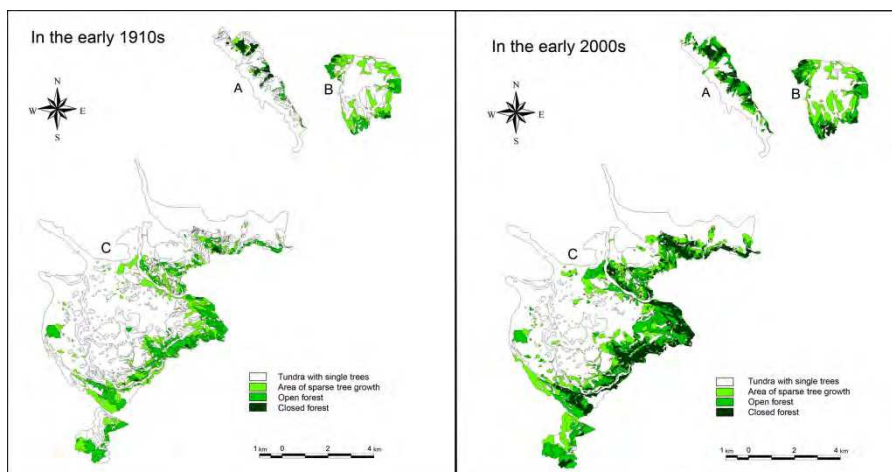 In the early 1910s
N
W E
S
A
B
C
Tundra with single trees
Area of sparse tree growth
Open forest
Closed forest
1 km 0 2 4 km
In the early 2000s
N
W E
S
A
B
C
Tundra with single trees
Area of sparse tree growth
Open forest
Closed forest
1 km 0 2 4 km